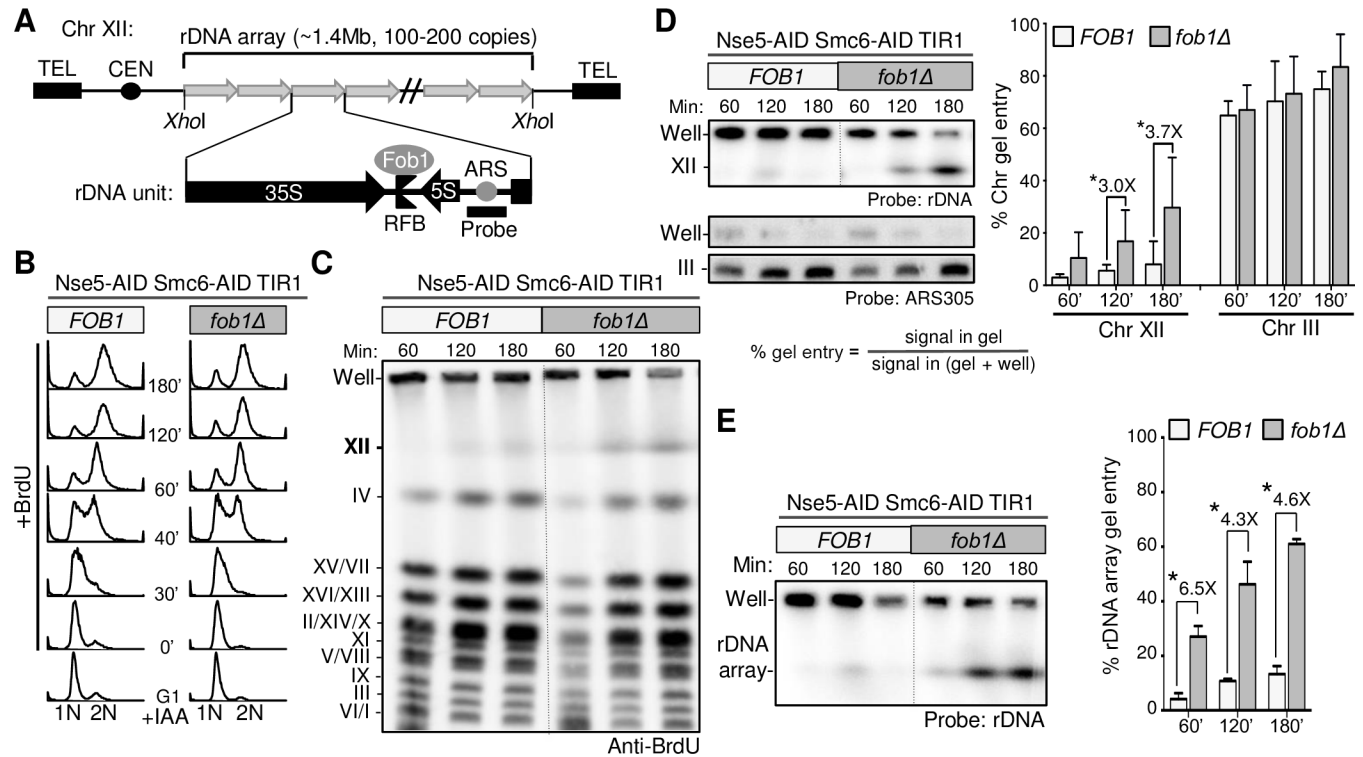 A
Chr XII:
rDNA array (~1.4Mb, 100-200 copies)
TEL
CEN
TEL
XhoI
XhoI
Fob1
ARS
rDNA unit:
35S
5S
RFB
Probe
B
Nse5-AID Smc6-AID TIR1
FOB1
fob1Δ
+BrdU
180'
120'
60'
40'
30'
0'
G1
1N 2N +IAA 1N 2N
C
Nse5-AID Smc6-AID TIR1
FOB1
fob1Δ
Min: 60 120 180 60 120 180
Well-
XII
IV
XV/VII
XVI/XIII
II/XIV/X
XI
V/VIII
IX
III
VI/I
Anti-BrdU
D
Nse5-AID Smc6-AID TIR1
FOB1
fob1Δ
Min: 60 120 180 60 120 180
Well-
XII
Probe: rDNA
Well-
III -
Probe: ARS305
% gel entry = signal in gel
signal in (gel + well)
FOB1 fob1Δ
% Chr gel entry
100
80
60
40
20
0
*3.0X
*3.7X
60' 120' 180' 60' 120' 180'
Chr XII
Chr III
E
Nse5-AID Smc6-AID TIR1
FOB1
fob1Δ
Min: 60 120 180 60 120 180
Well-
rDNA
array-
Probe: rDNA
FOB1 fob1Δ
% rDNA array gel entry
100
80
60
40
20
0
* 6.5X
* 4.3X
* 4.6X
60' 120' 180'